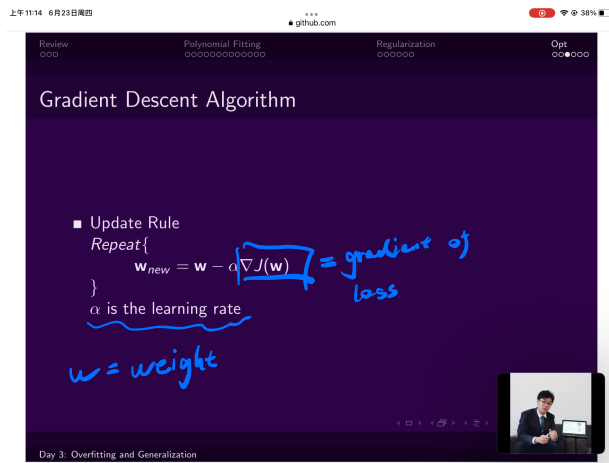 上午11:14 6月23日周四
github.com
38%
Review Polynomial Fitting Regularization Opt
Gradient Descent Algorithm
Update Rule
Repeat{
w_new = w − α∇J(w) = gradient of
loss
}
α is the learning rate
w = weight
Day 3: Overfitting and Generalization